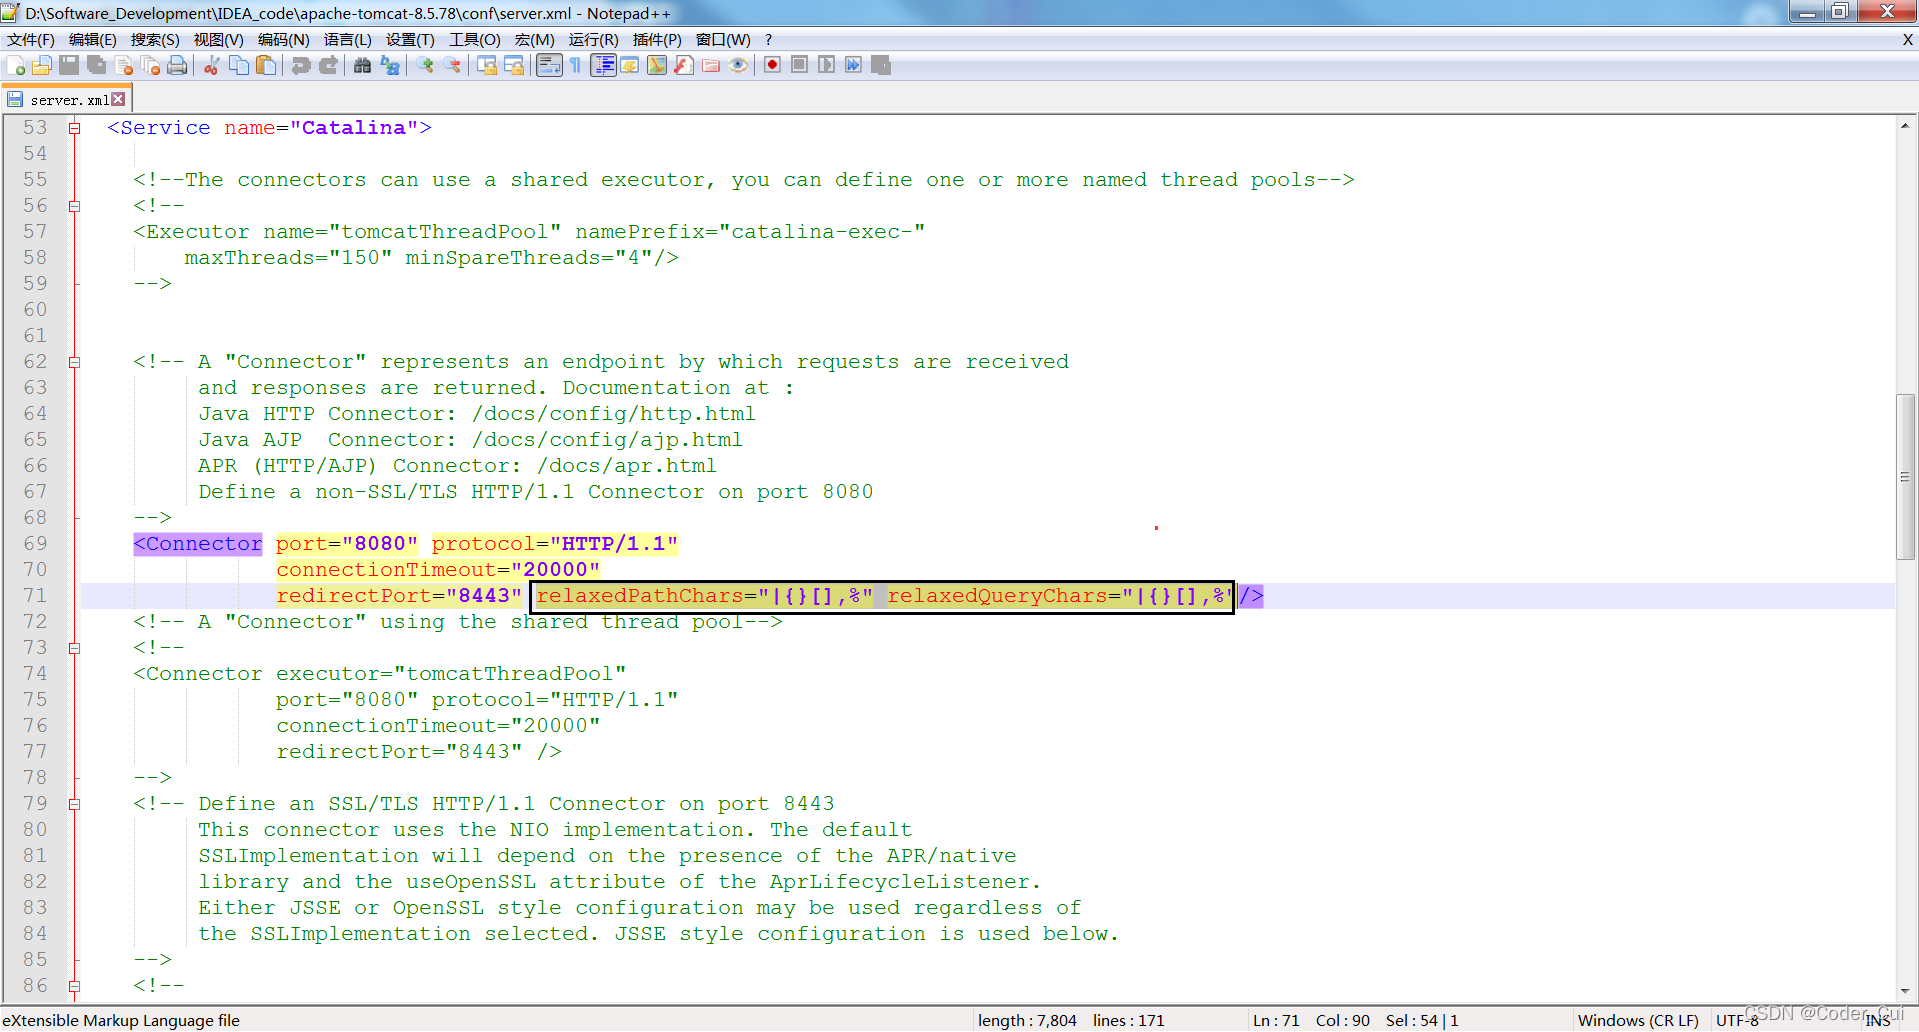 D:\Software_Development\IDEA_code\apache-tomcat-8.5.78\conf\server.xml - Notepad++
文件(F) 编辑(E) 搜索(S) 视图(V) 编码(N) 语言(L) 设置(T) 工具(O) 宏(M) 运行(R) 插件(P) 窗口(W) ? X
server.xml
53 <Service name="Catalina">
54
55 <!--The connectors can use a shared executor, you can define one or more named thread pools-->
56 <!--
57 <Executor name="tomcatThreadPool" namePrefix="catalina-exec-"
58 maxThreads="150" minSpareThreads="4"/>
59 -->
60
61
62 <!-- A "Connector" represents an endpoint by which requests are received
63 and responses are returned. Documentation at :
64 Java HTTP Connector: /docs/config/http.html
65 Java AJP  Connector: /docs/config/ajp.html
66 APR (HTTP/AJP) Connector: /docs/apr.html
67 Define a non-SSL/TLS HTTP/1.1 Connector on port 8080
68 -->
69 <Connector port="8080" protocol="HTTP/1.1"
70 connectionTimeout="20000"
71 redirectPort="8443" relaxedPathChars="|{}[],%" relaxedQueryChars="|{}[],%"/>
72 <!-- A "Connector" using the shared thread pool-->
73 <!--
74 <Connector executor="tomcatThreadPool"
75 port="8080" protocol="HTTP/1.1"
76 connectionTimeout="20000"
77 redirectPort="8443" />
78 -->
79 <!-- Define an SSL/TLS HTTP/1.1 Connector on port 8443
80 This connector uses the NIO implementation. The default
81 SSLImplementation will depend on the presence of the APR/native
82 library and the useOpenSSL attribute of the AprLifecycleListener.
83 Either JSSE or OpenSSL style configuration may be used regardless of
84 the SSLImplementation selected. JSSE style configuration is used below.
85 -->
86 <!--
eXtensible Markup Language file length : 7,804 lines : 171 Ln : 71 Col : 90 Sel : 54 | 1 Windows (CR LF) UTF-8 INS
CSDN @Coder_Cui